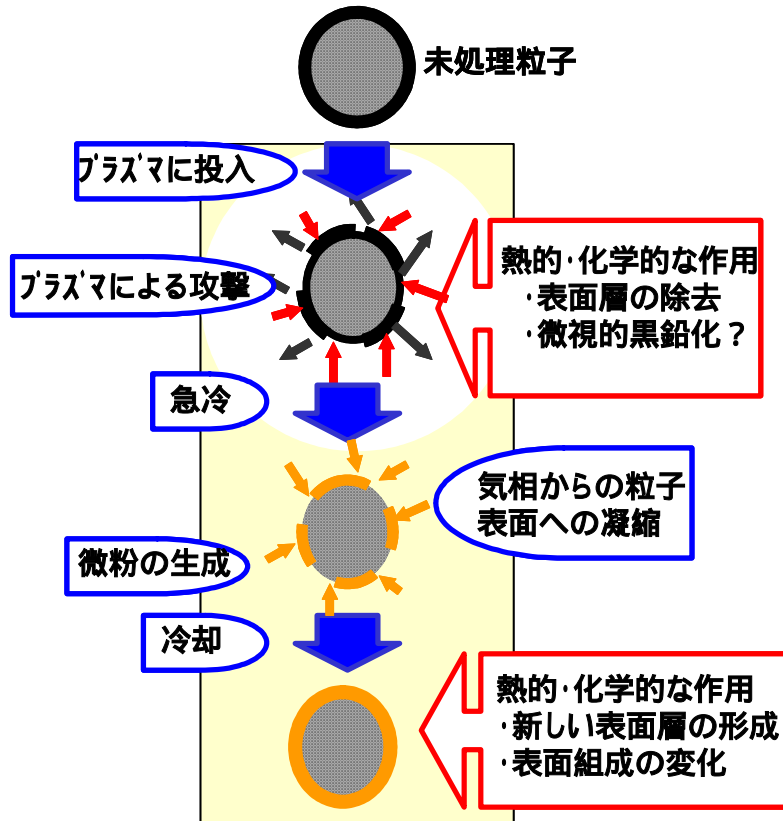 未処理粒子
プラズマに投入
プラズマによる攻撃
熱的・化学的な作用
・表面層の除去
・微視的黒鉛化？
急冷
気相からの粒子
表面への凝縮
微粉の生成
冷却
熱的・化学的な作用
・新しい表面層の形成
・表面組成の変化